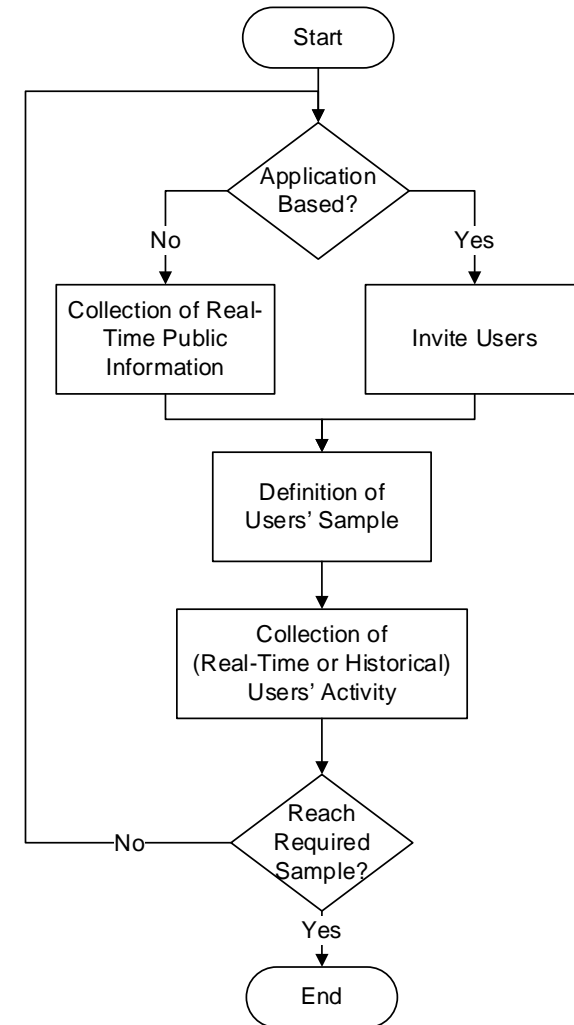 Start
Application
Based?
No
Yes
Collection of Real-
Time Public
Information
Invite Users
Definition of
Users’ Sample
Collection of
(Real-Time or Historical)
Users’ Activity
Reach
Required
Sample?
No
Yes
End